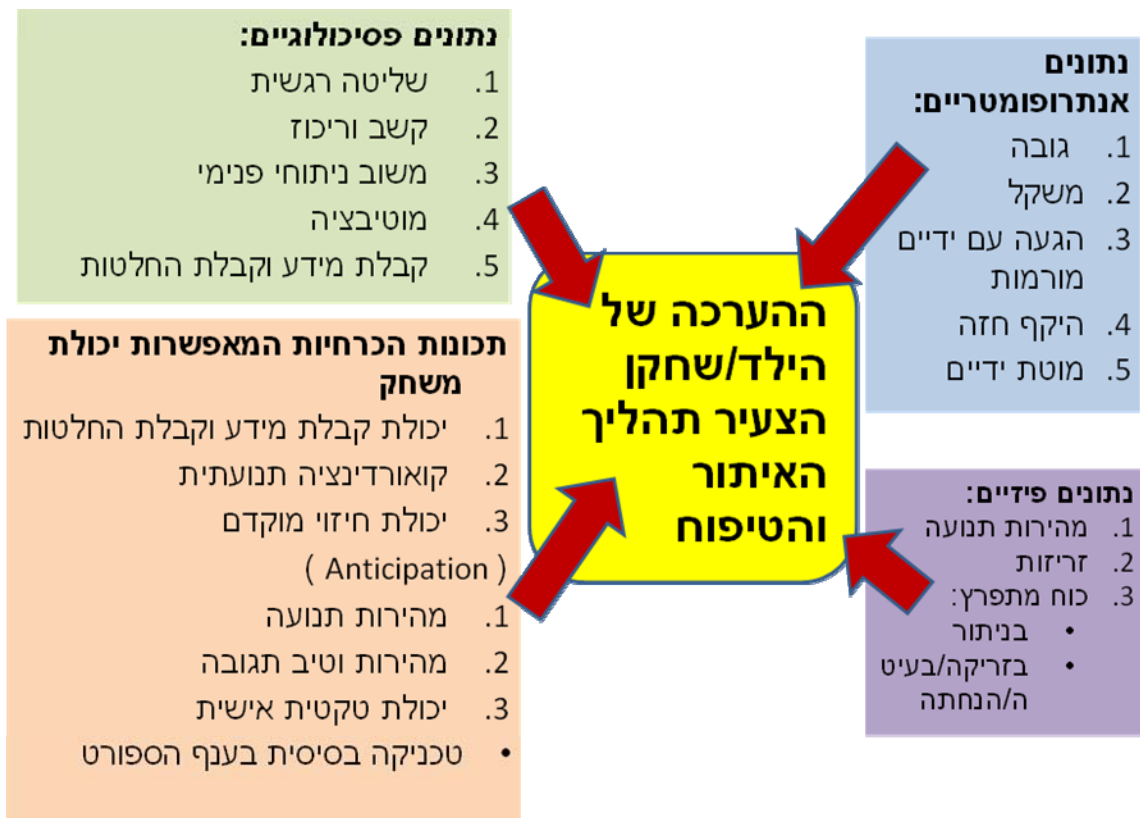 נתונים פסיכולוגיים:
1. שליטה רגשית
2. קשב וריכוז
3. משוב ניתוחי פנימי
4. מוטיבציה
5. קבלת מידע וקבלת החלטות
נתונים
אנתרופומטריים:
1. גובה
2. משקל
3. הגעה עם ידיים
מורמות
4. היקף חזה
5. מוטת ידיים
ההערכה של
הילד/שחקן
הצעיר תהליך
האיתור
והטיפוח
תכונות הכרחיות המאפשרות יכולת
משחק
1. יכולת קבלת מידע וקבלת החלטות
2. קואורדינציה תנועתית
3. יכולת חיזוי מוקדם
( Anticipation )
1. מהירות תנועה
2. מהירות וטיב תגובה
3. יכולת טקטית אישית
• טכניקה בסיסית בענף הספורט
נתונים פיזיים:
1. מהירות תנועה
2. זריזות
3. כוח מתפרץ:
• בניתור
• בזריקה/בעיט
ה/הנחתה